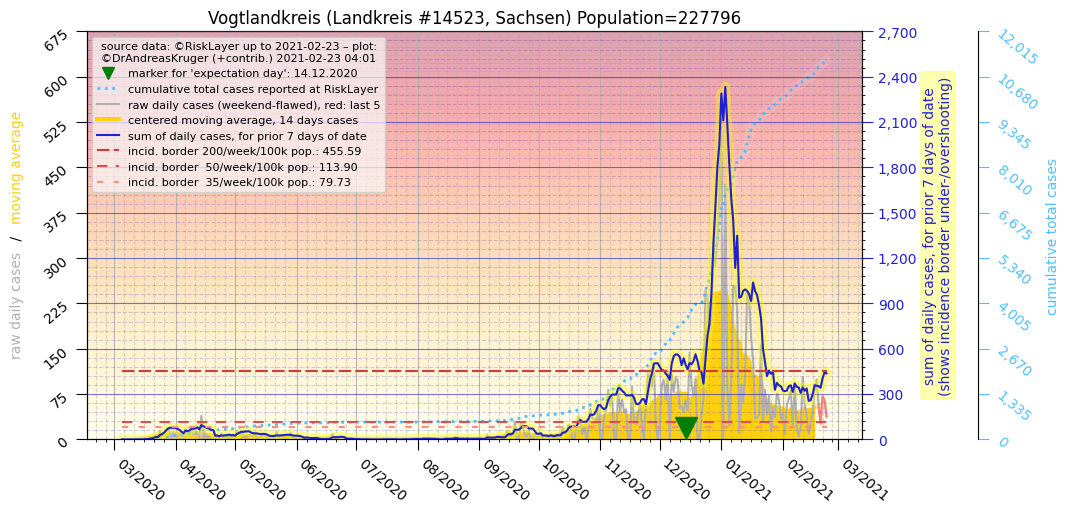 Vogtlandkreis (Landkreis #14523, Sachsen) Population=227796
source data: ©RiskLayer up to 2021-02-23 – plot:
©DrAndreasKruger (+contrib.) 2021-02-23 04:01
marker for 'expectation day': 14.12.2020
cumulative total cases reported at RiskLayer
raw daily cases (weekend-flawed), red: last 5
centered moving average, 14 days cases
sum of daily cases, for prior 7 days of date
incid. border 200/week/100k pop.: 455.59
incid. border  50/week/100k pop.: 113.90
incid. border  35/week/100k pop.: 79.73
raw daily cases / moving average
675
600
525
450
375
300
225
150
75
0
03/2020
04/2020
05/2020
06/2020
07/2020
08/2020
09/2020
10/2020
11/2020
12/2020
01/2021
02/2021
03/2021
2,700
2,400
2,100
1,800
1,500
1,200
900
600
300
0
sum of daily cases, for prior 7 days of date
(shows incidence border under-/overshooting)
12,015
10,680
9,345
8,010
6,675
5,340
4,005
2,670
1,335
0
cumulative total cases